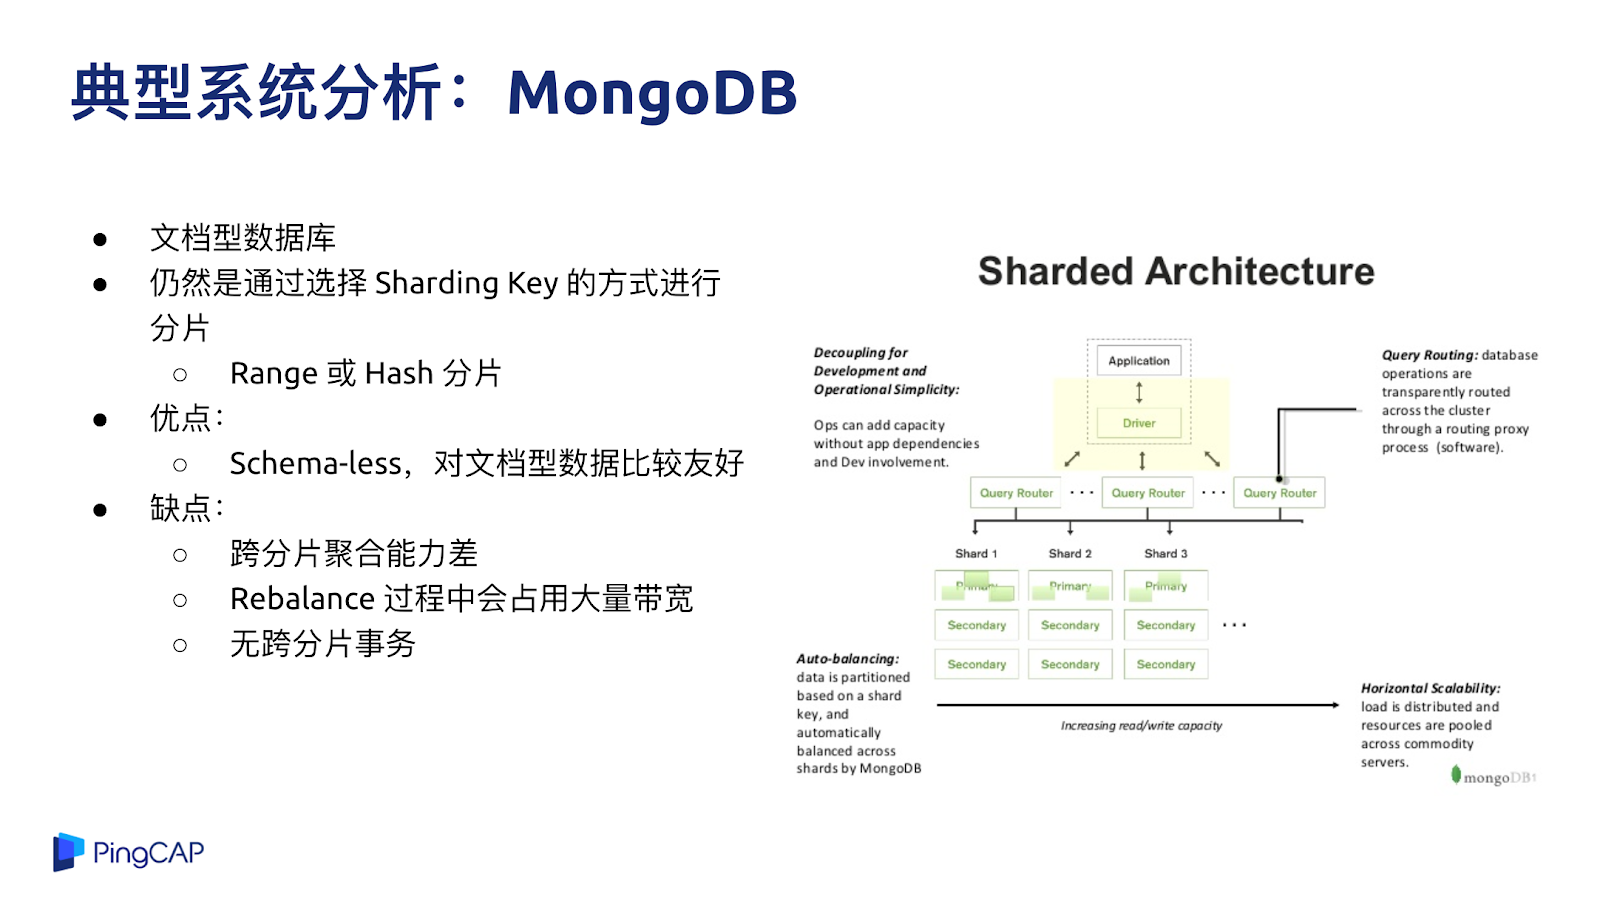 典型系统分析：MongoDB
● 文档型数据库
● 仍然是通过选择 Sharding Key 的方式进行
分片
○ Range 或 Hash 分片
● 优点：
○ Schema-less，对文档型数据比较友好
● 缺点：
○ 跨分片聚合能力差
○ Rebalance 过程中会占用大量带宽
○ 无跨分片事务
Sharded Architecture
Decoupling for
Development and
Operational Simplicity:
Ops can add capacity
without app dependencies
and Dev involvement.
Application
Driver
Query Routing: database
operations are
transparently routed
across the cluster
through a routing proxy
process (software).
Query Router ··· Query Router ··· Query Router
Shard 1 Shard 2 Shard 3
Primary Primary Primary
Secondary Secondary Secondary ···
Secondary Secondary Secondary
Auto-balancing:
data is partitioned
based on a shard
key, and
automatically
balanced across
shards by MongoDB
Increasing read/write capacity
Horizontal Scalability:
load is distributed and
resources are pooled
across commodity
servers.
mongoDB
PingCAP